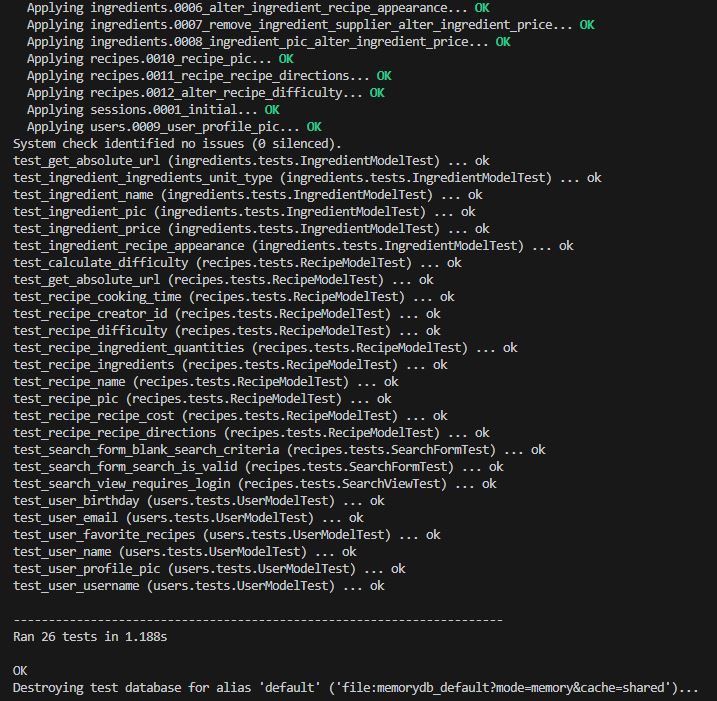 Applying ingredients.0006_alter_ingredient_recipe_appearance... OK
Applying ingredients.0007_remove_ingredient_supplier_alter_ingredient_price... OK
Applying ingredients.0008_ingredient_pic_alter_ingredient_price... OK
Applying recipes.0010_recipe_pic... OK
Applying recipes.0011_recipe_recipe_directions... OK
Applying recipes.0012_alter_recipe_difficulty... OK
Applying sessions.0001_initial... OK
Applying users.0009_user_profile_pic... OK
System check identified no issues (0 silenced).
test_get_absolute_url (ingredients.tests.IngredientModelTest) ... ok
test_ingredient_ingredients_unit_type (ingredients.tests.IngredientModelTest) ... ok
test_ingredient_name (ingredients.tests.IngredientModelTest) ... ok
test_ingredient_pic (ingredients.tests.IngredientModelTest) ... ok
test_ingredient_price (ingredients.tests.IngredientModelTest) ... ok
test_ingredient_recipe_appearance (ingredients.tests.IngredientModelTest) ... ok
test_calculate_difficulty (recipes.tests.RecipeModelTest) ... ok
test_get_absolute_url (recipes.tests.RecipeModelTest) ... ok
test_recipe_cooking_time (recipes.tests.RecipeModelTest) ... ok
test_recipe_creator_id (recipes.tests.RecipeModelTest) ... ok
test_recipe_difficulty (recipes.tests.RecipeModelTest) ... ok
test_recipe_ingredient_quantities (recipes.tests.RecipeModelTest) ... ok
test_recipe_ingredients (recipes.tests.RecipeModelTest) ... ok
test_recipe_name (recipes.tests.RecipeModelTest) ... ok
test_recipe_pic (recipes.tests.RecipeModelTest) ... ok
test_recipe_recipe_cost (recipes.tests.RecipeModelTest) ... ok
test_recipe_recipe_directions (recipes.tests.RecipeModelTest) ... ok
test_search_form_blank_search_criteria (recipes.tests.SearchFormTest) ... ok
test_search_form_search_is_valid (recipes.tests.SearchFormTest) ... ok
test_search_view_requires_login (recipes.tests.SearchViewTest) ... ok
test_user_birthday (users.tests.UserModelTest) ... ok
test_user_email (users.tests.UserModelTest) ... ok
test_user_favorite_recipes (users.tests.UserModelTest) ... ok
test_user_name (users.tests.UserModelTest) ... ok
test_user_profile_pic (users.tests.UserModelTest) ... ok
test_user_username (users.tests.UserModelTest) ... ok
----------------------------------------------------------------------
Ran 26 tests in 1.188s
OK
Destroying test database for alias 'default' ('file:memorydb_default?mode=memory&cache=shared')...